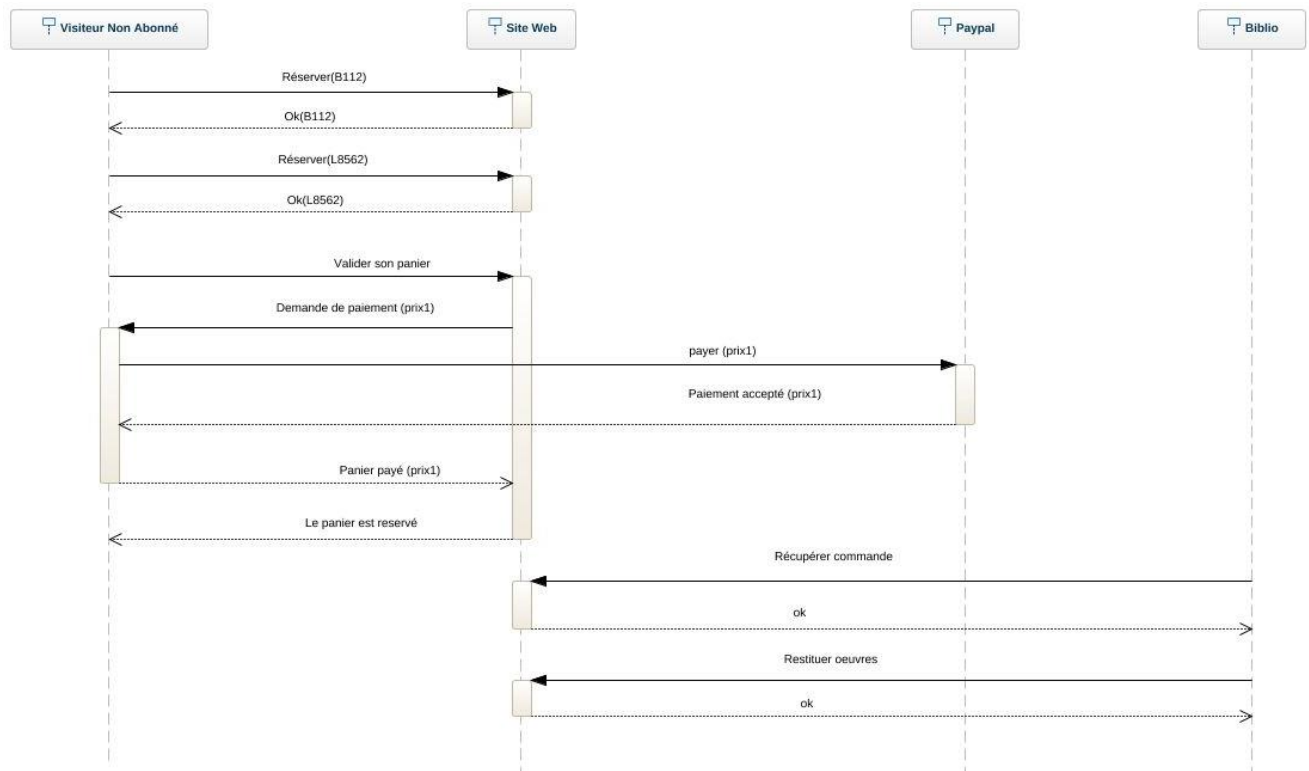 Visiteur Non Abonné
Site Web
Paypal
Biblio
Réserver(B112)
Ok(B112)
Réserver(L8562)
Ok(L8562)
Valider son panier
Demande de paiement (prix1)
payer (prix1)
Paiement accepté (prix1)
Panier payé (prix1)
Le panier est reservé
Récupérer commande
ok
Restituer oeuvres
ok